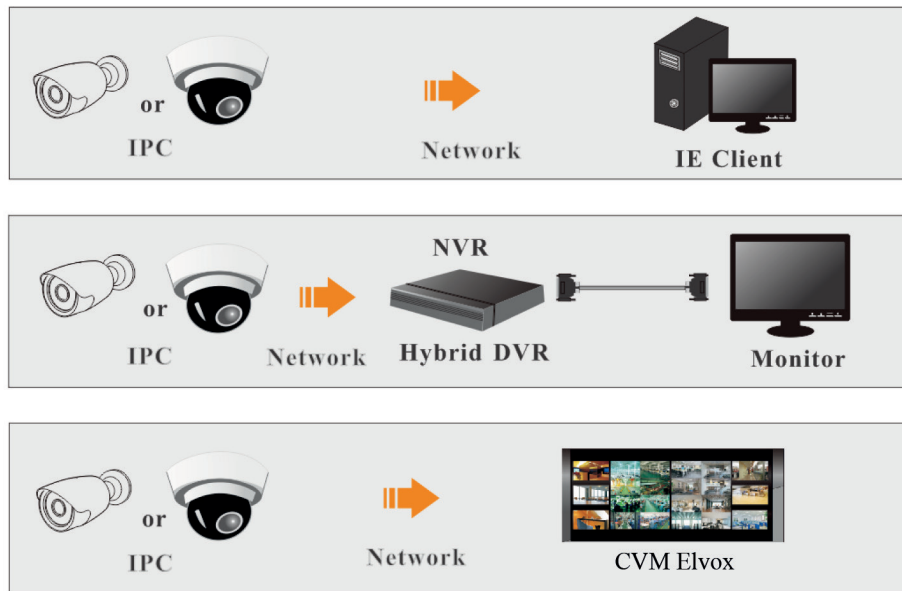 or
IPC
Network
IE Client
NVR
or
IPC
Network
Hybrid DVR
Monitor
or
IPC
Network
CVM Elvox